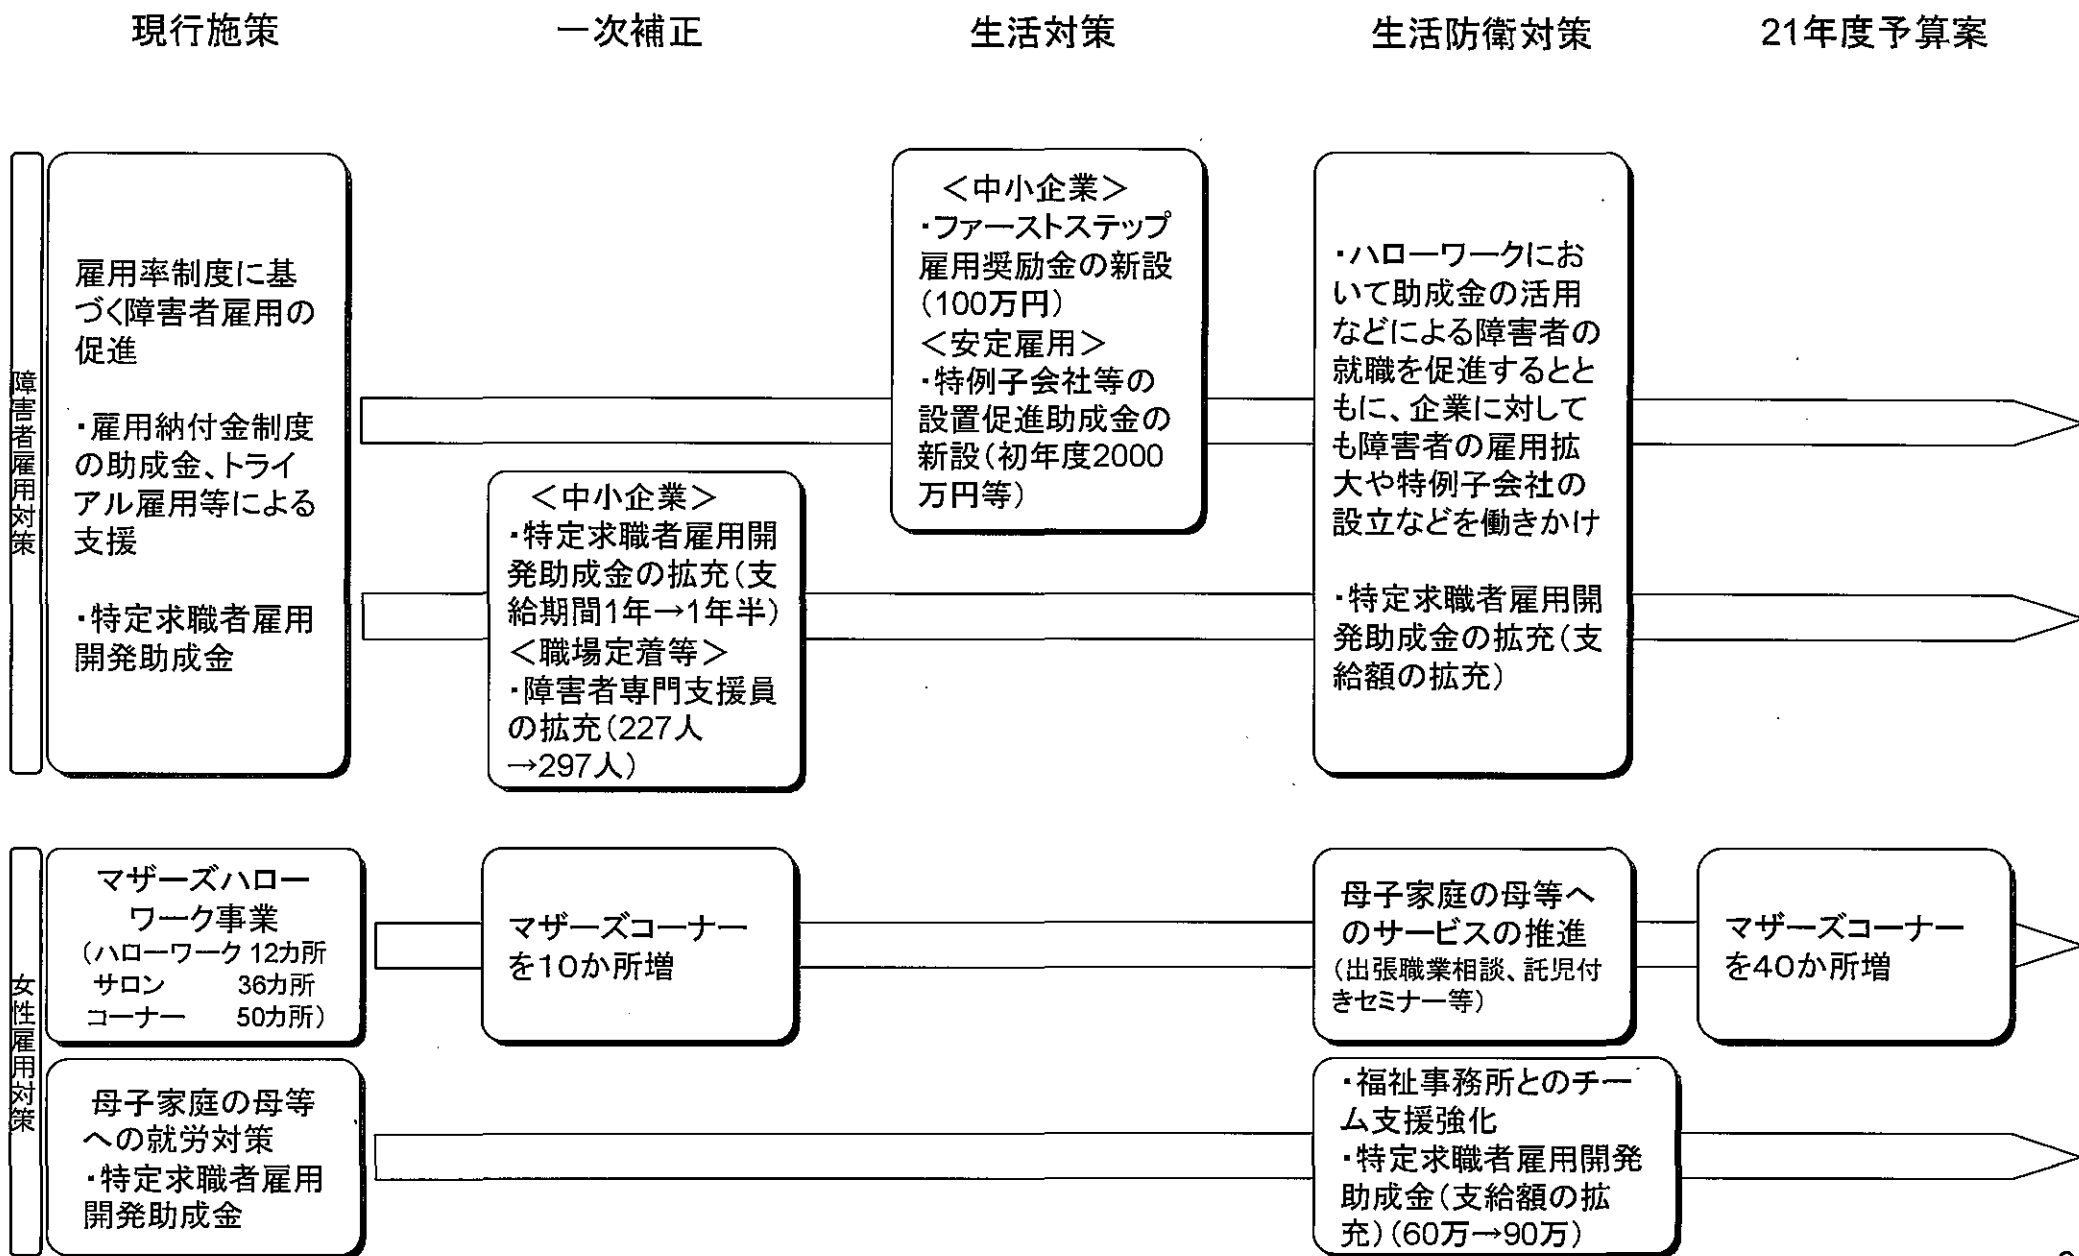 現行施策
一次補正
生活対策
生活防衛対策
21年度予算案
障害者雇用対策
雇用率制度に基
づく障害者雇用の
促進
・雇用納付金制度
の助成金、トライ
アル雇用等による
支援
・特定求職者雇用
開発助成金
＜中小企業＞
・特定求職者雇用開
発助成金の拡充(支
給期間1年→1年半)
＜職場定着等＞
・障害者専門支援員
の拡充(227人
→297人)
＜中小企業＞
・ファーストステップ
雇用奨励金の新設
(100万円)
＜安定雇用＞
・特例子会社等の
設置促進助成金の
新設(初年度2000
万円等)
・ハローワークにお
いて助成金の活用
などによる障害者の
就職を促進するとと
もに、企業に対して
も障害者の雇用拡
大や特例子会社の
設立などを働きかけ
・特定求職者雇用開
発助成金の拡充(支
給額の拡充)
女性雇用対策
マザーズハロー
ワーク事業
(ハローワーク 12カ所
サロン 36カ所
コーナー 50カ所)
マザーズコーナー
を10か所増
母子家庭の母等へ
のサービスの推進
(出張職業相談、託児付
きセミナー等)
マザーズコーナー
を40か所増
母子家庭の母等
への就労対策
・特定求職者雇用
開発助成金
・福祉事務所とのチー
ム支援強化
・特定求職者雇用開発
助成金(支給額の拡
充)(60万→90万)